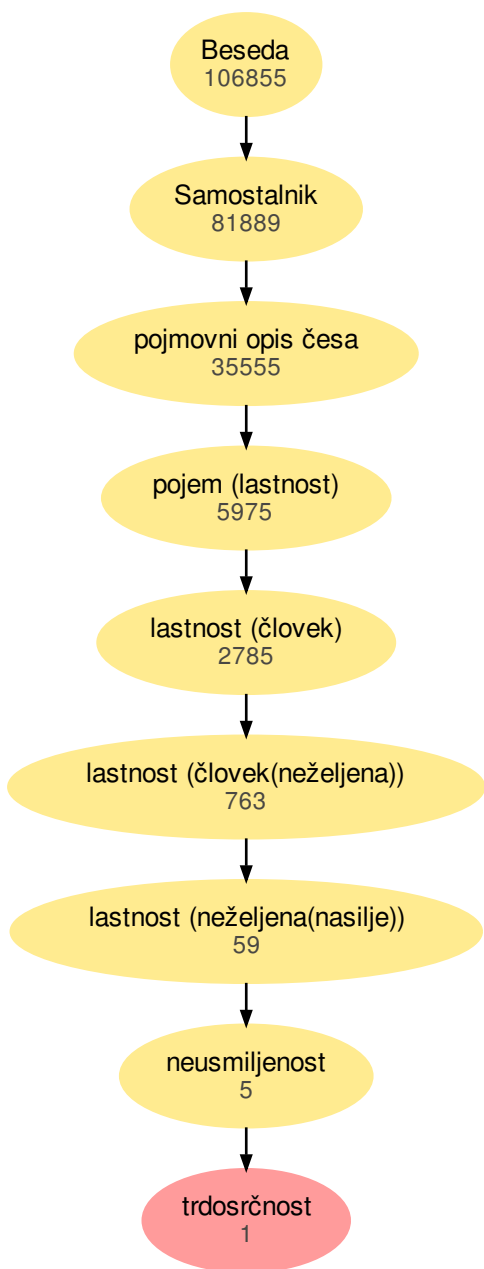 Beseda
106855
Samostalnik
81889
pojmovni opis česa
35555
pojem (lastnost)
5975
lastnost (človek)
2785
lastnost (človek(neželjena))
763
lastnost (neželjena(nasilje))
59
neusmiljenost
5
trdosrčnost
1